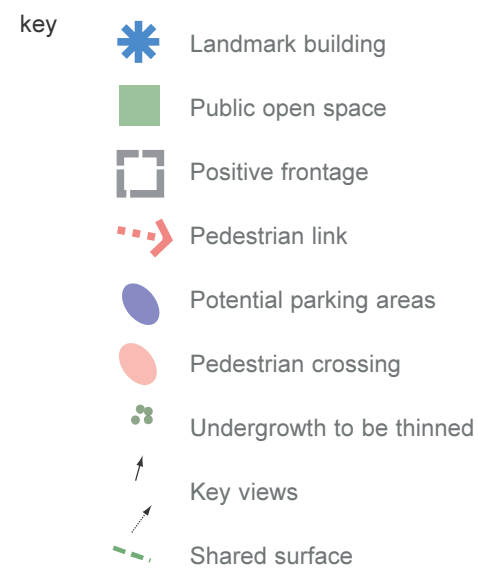 key
Landmark building
Public open space
Positive frontage
Pedestrian link
Potential parking areas
Pedestrian crossing
Undergrowth to be thinned
Key views
Shared surface